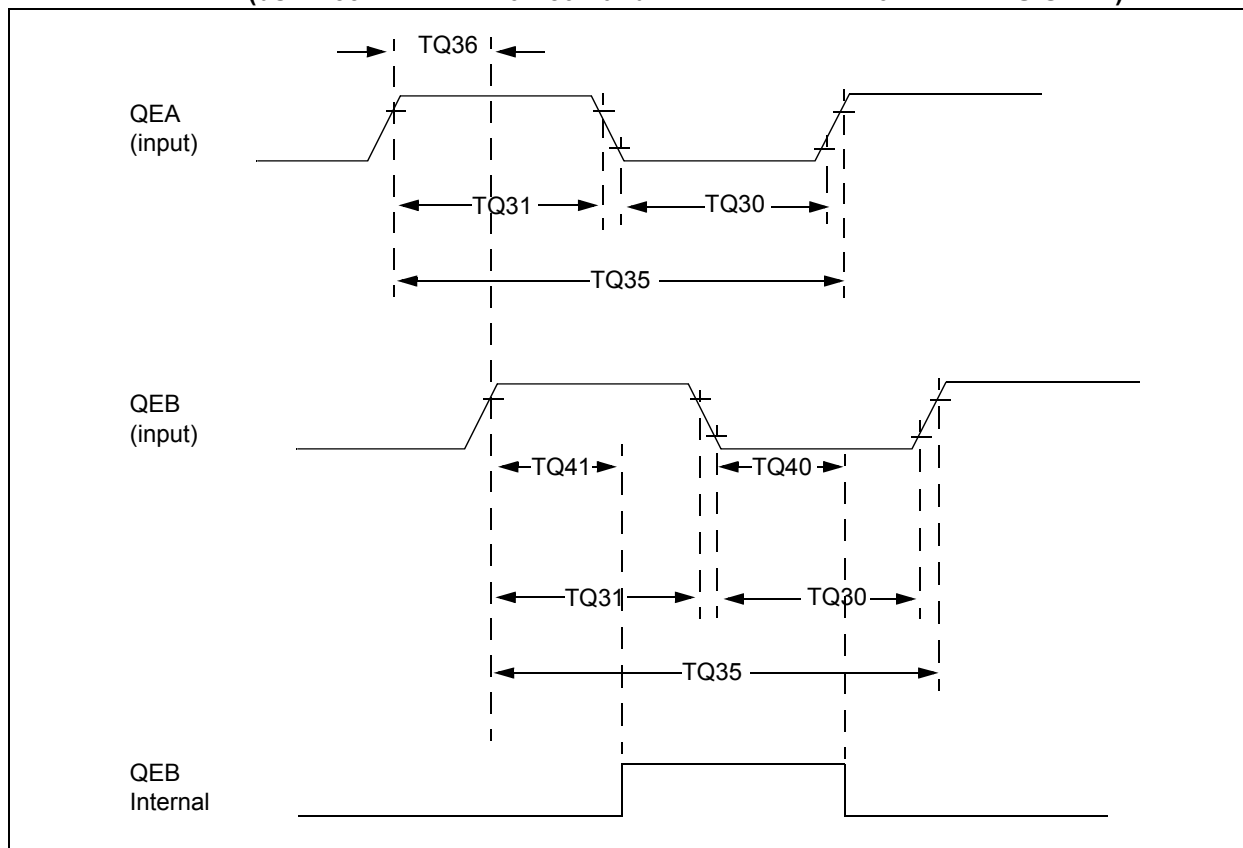 TQ36
QEA
(input)
TQ31
TQ30
TQ35
QEB
(input)
TQ41
TQ40
TQ31
TQ30
TQ35
QEB
Internal